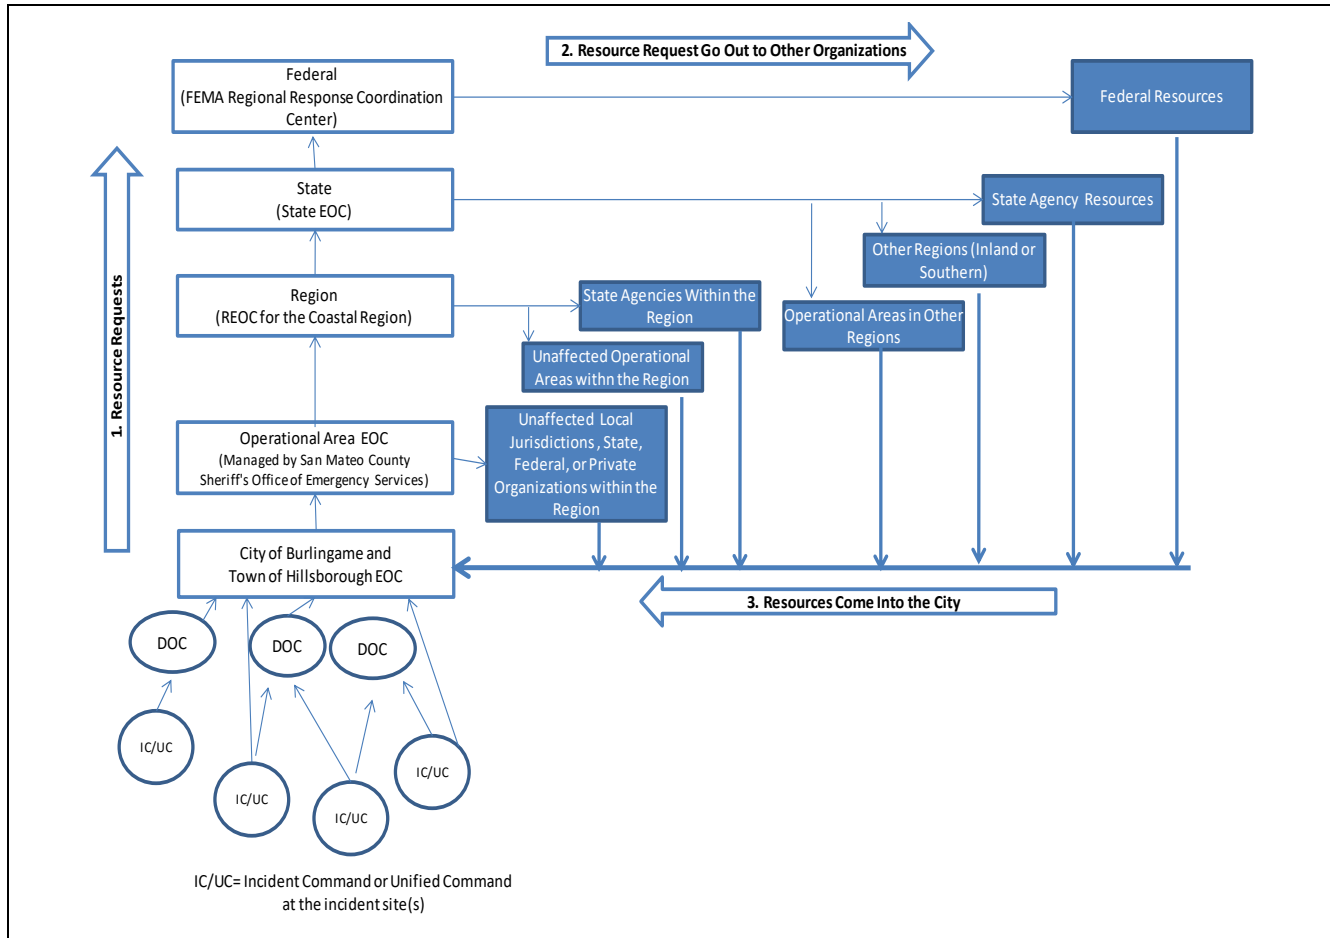 2. Resource Request Go Out to Other Organizations
Federal
(FEMA Regional Response Coordination
Center)
Federal Resources
State
(State EOC)
State Agency Resources
Other Regions (Inland or
Southern)
Region
(REOC for the Coastal Region)
State Agencies Within the
Region
Operational Areas in Other
Regions
Unaffected Operational
Areas withn the Region
1. Resource Requests
Operational Area EOC
(Managed by San Mateo County
Sheriff's Office of Emergency Services)
Unaffected Local
Jurisdictions , State,
Federal, or Private
Organizations within the
Region
City of Burlingame and
Town of Hillsborough EOC
3. Resources Come Into the City
DOC
DOC
DOC
IC/UC
IC/UC
IC/UC
IC/UC
IC/UC= Incident Command or Unified Command
at the incident site(s)